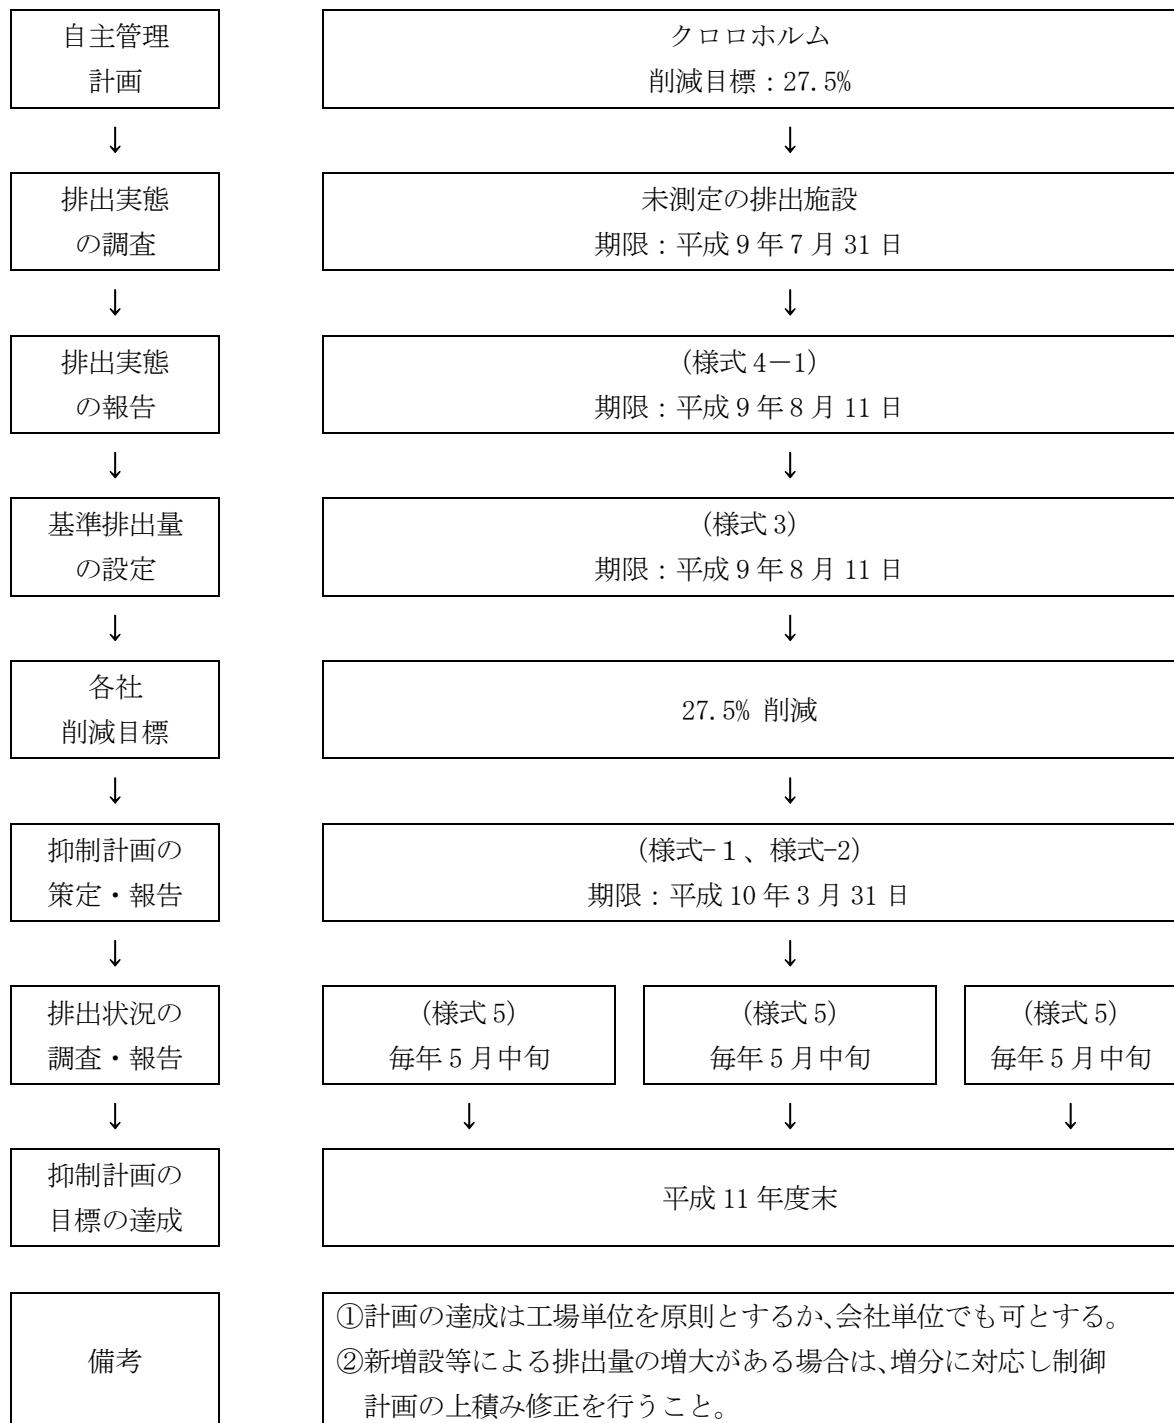 自主管理
計画
クロロホルム
削減目標：27.5%
↓
↓
排出実態
の調査
未測定の排出施設
期限：平成９年７月 31 日
↓
↓
排出実態
の報告
（様式４－１）
期限：平成９年８月 11 日
↓
↓
基準排出量
の設定
（様式３）
期限：平成９年８月 11 日
↓
↓
各社
削減目標
27.5% 削減
↓
↓
抑制計画の
策定・報告
（様式-１、様式-2）
期限：平成 10 年３月 31 日
↓
↓
排出状況の
調査・報告
（様式５）
毎年５月中旬
（様式５）
毎年５月中旬
（様式５）
毎年５月中旬
↓
↓
↓
↓
抑制計画の
目標の達成
平成 11 年度末
備考
①計画の達成は工場単位を原則とするか、会社単位でも可とする。
②新増設等による排出量の増大がある場合は、増分に対応し制御
計画の上積み修正を行うこと。